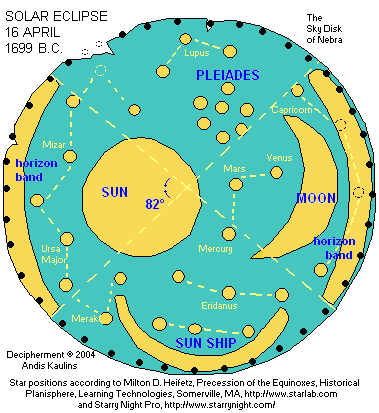 SOLAR ECLIPSE
16 APRIL
1699 B.C.
The
Sky Disk
of Nebra
Lupus
PLEIADES
Capricorn
Mizar
horizon
band
Mars
Venus
SUN
82°
MOON
Mercury
horizon
band
Ursa
Major
Eridanus
Merak
SUN SHIP
Decipherment © 2004
Andis Kaulins
Star positions according to Milton D. Heifetz, Precession of the Equinoxes, Historical
Planisphere, Learning Technologies, Somerville, MA, http://www.starlab.com
and Starry Night Pro, http://www.starrynight.com/